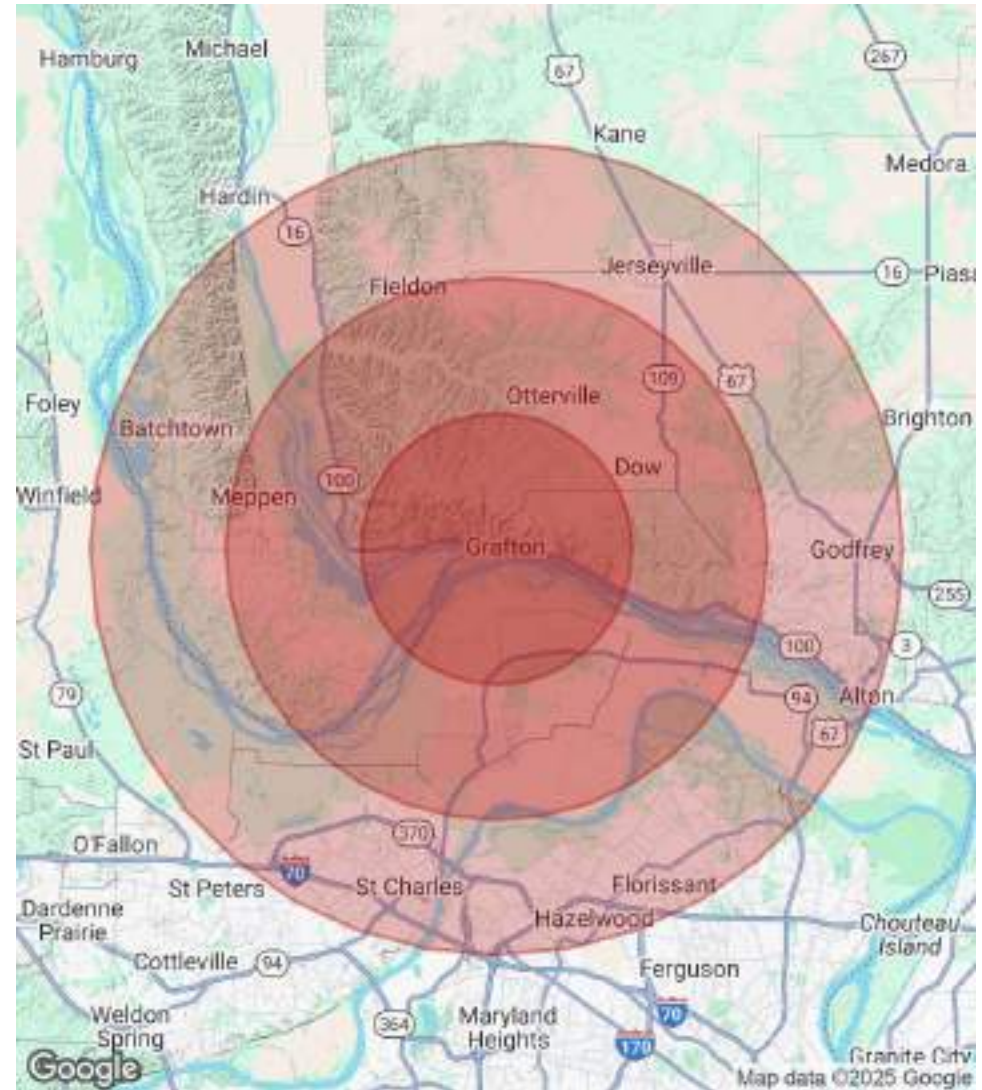 Hamburg
Michael
67
267
Kane
Medora
Hardin
16
Jerseyville
16
Fieldon
109
67
Otterville
Foley
Batchtown
Brighton
Dow
100
Winfield
Meppen
Grafton
Godfrey
255
100
3
79
94
Alton
67
St Paul
370
O'Fallon
70
St Peters
St Charles
Florissant
Dardenne
Prairie
Hazelwood
Chouteau
Island
Cottleville
94
Ferguson
Weldon
Spring
364
Maryland
Heights
70
170
Granite City
Google
Map data ©2025 Google